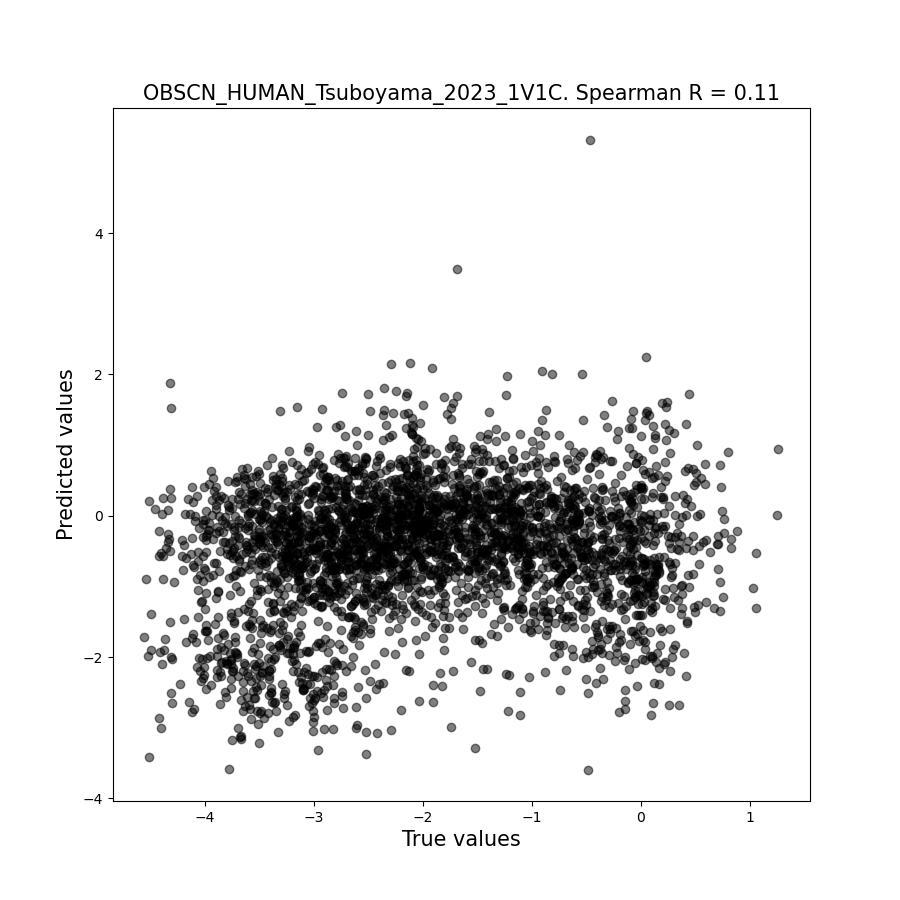 OBSCN_HUMAN_Tsuboyama_2023_1V1C. Spearman R = 0.11
Predicted values
4
2
0
−2
−4
−4 −3 −2 −1 0 1
True values